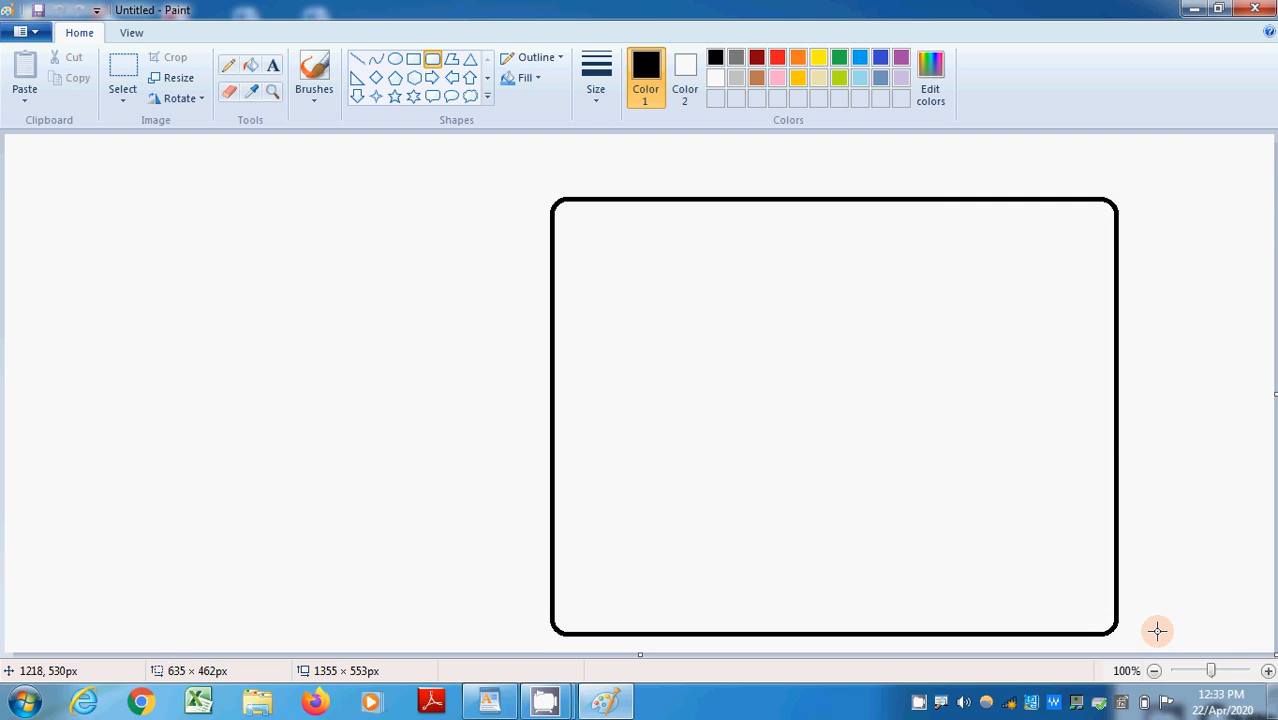 Untitled - Paint
Home View
Paste
Cut
Copy
Clipboard
Select
Crop
Resize
Rotate
Image
A
Tools
Brushes
Outline
Fill
Shapes
Size
Color 1
Color 2
Edit colors
Colors
1218, 530px 635 × 462px 1355 × 553px 100%
12:33 PM
22/Apr/2020